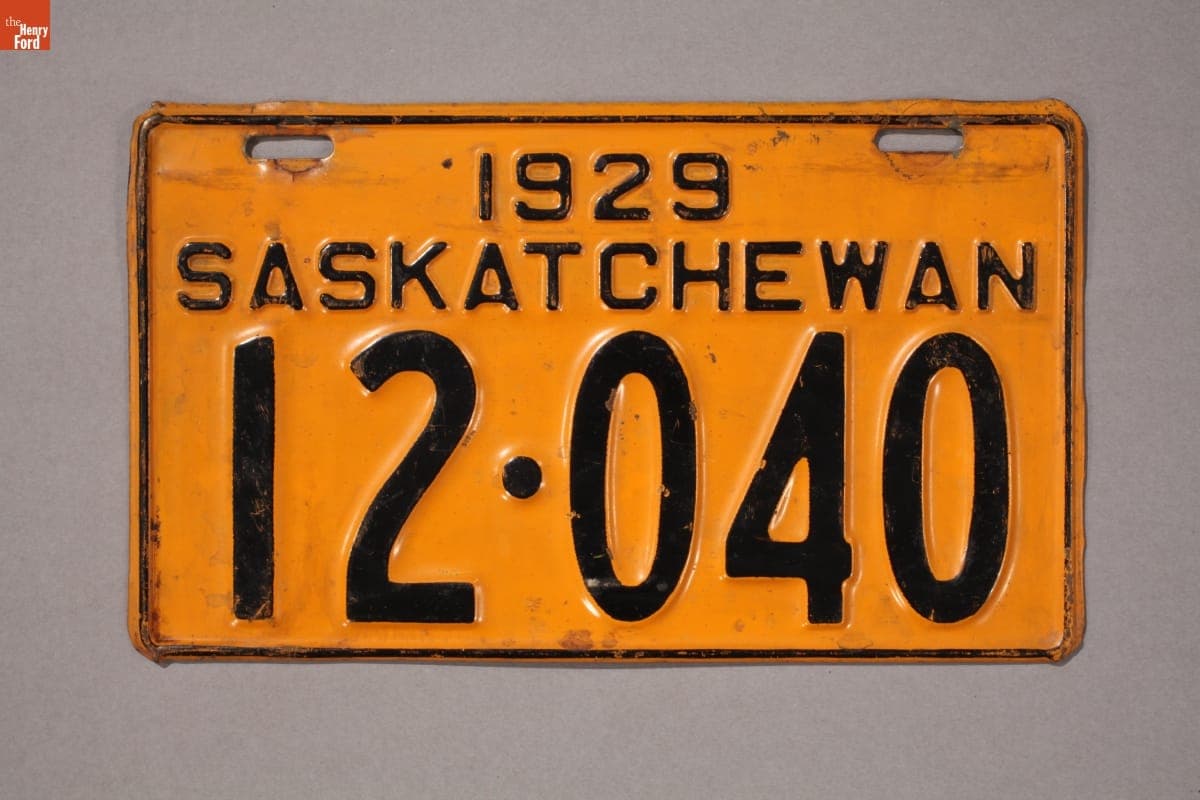 the
Henry
Ford
1929
SASKATCHEWAN
12·040